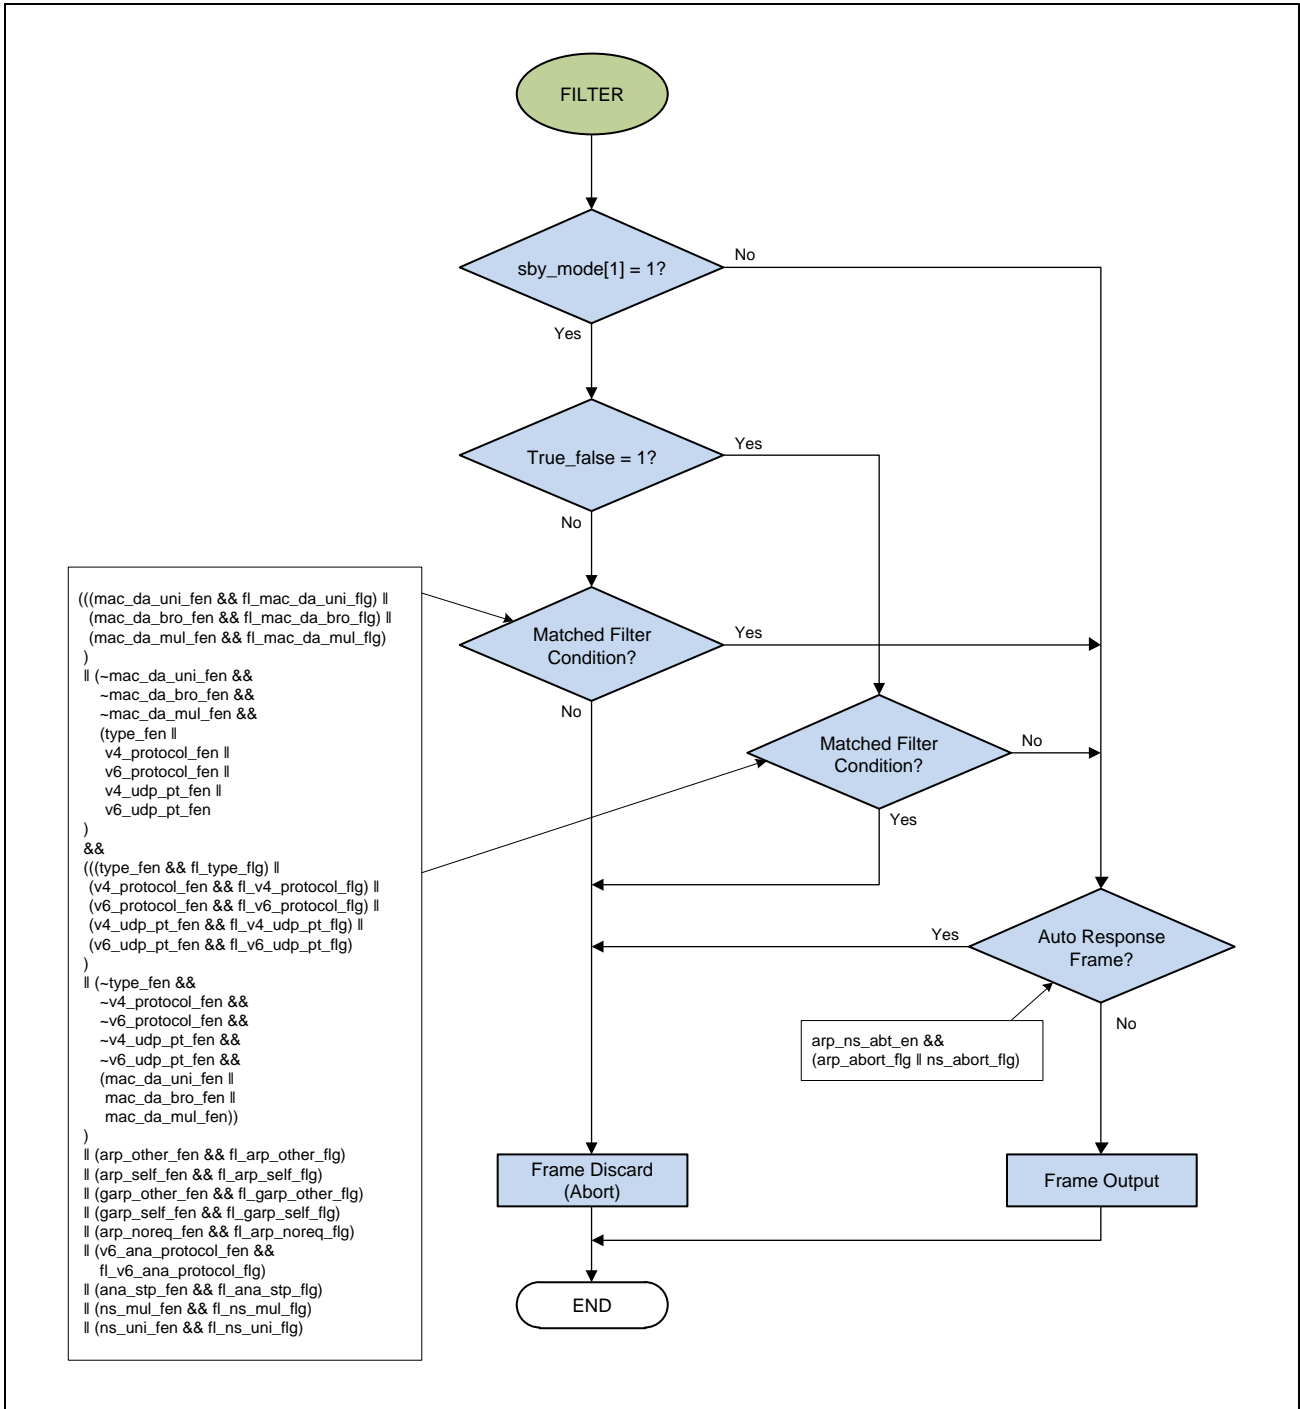 FILTER
sby_mode[1] = 1?
No
Yes
True_false = 1?
Yes
No
(((mac_da_uni_fen && fl_mac_da_uni_flg) ||
(mac_da_bro_fen && fl_mac_da_bro_flg) ||
(mac_da_mul_fen && fl_mac_da_mul_flg)
)
|| (~mac_da_uni_fen &&
~mac_da_bro_fen &&
~mac_da_mul_fen &&
(type_fen ||
v4_protocol_fen ||
v6_protocol_fen ||
v4_udp_pt_fen ||
v6_udp_pt_fen
)
&&
(((type_fen && fl_type_flg) ||
(v4_protocol_fen && fl_v4_protocol_flg) ||
(v6_protocol_fen && fl_v6_protocol_flg) ||
(v4_udp_pt_fen && fl_v4_udp_pt_flg) ||
(v6_udp_pt_fen && fl_v6_udp_pt_flg)
)
|| (~type_fen &&
~v4_protocol_fen &&
~v6_protocol_fen &&
~v4_udp_pt_fen &&
~v6_udp_pt_fen &&
(mac_da_uni_fen ||
mac_da_bro_fen ||
mac_da_mul_fen))
)
|| (arp_other_fen && fl_arp_other_flg)
|| (arp_self_fen && fl_arp_self_flg)
|| (garp_other_fen && fl_garp_other_flg)
|| (garp_self_fen && fl_garp_self_flg)
|| (arp_noreq_fen && fl_arp_noreq_flg)
|| (v6_ana_protocol_fen &&
fl_v6_ana_protocol_flg)
|| (ana_stp_fen && fl_ana_stp_flg)
|| (ns_mul_fen && fl_ns_mul_flg)
|| (ns_uni_fen && fl_ns_uni_flg)
Matched Filter
Condition?
Yes
No
Matched Filter
Condition?
No
Yes
Auto Response
Frame?
Yes
No
arp_ns_abt_en &&
(arp_abort_flg || ns_abort_flg)
Frame Discard
(Abort)
Frame Output
END